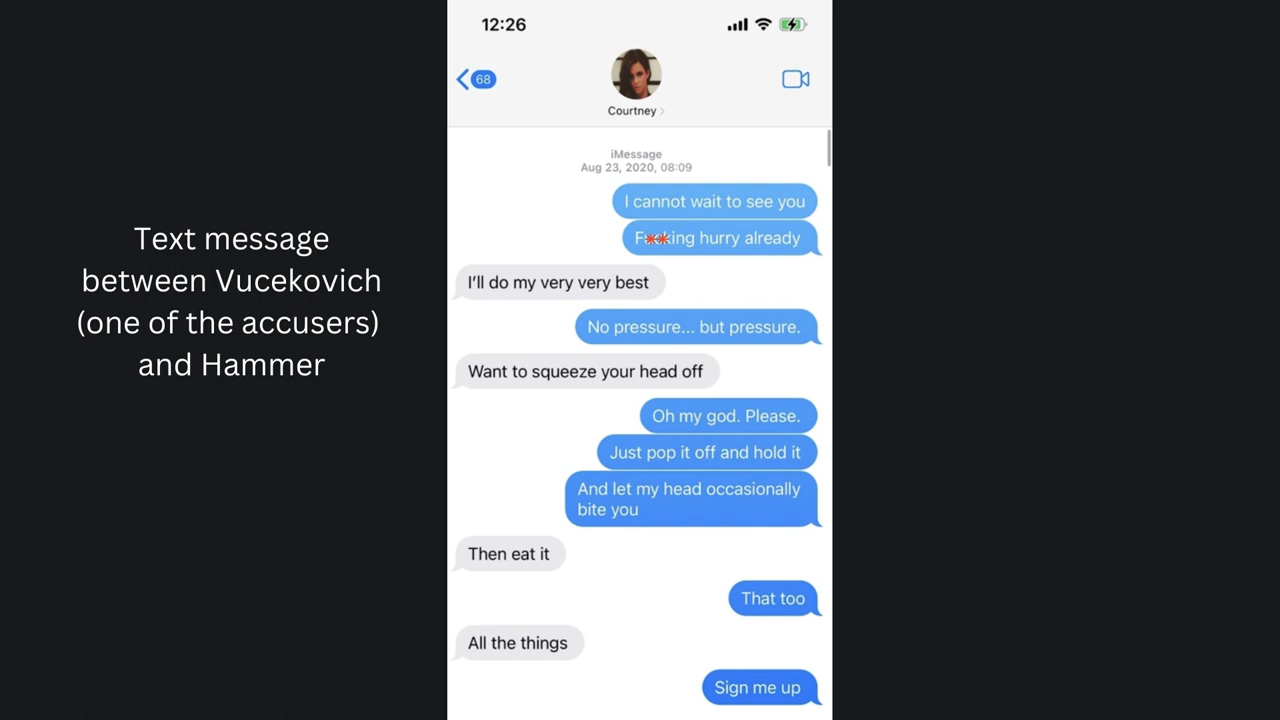 12:26
68
Courtney
iMessage
Aug 23, 2020, 08:09
I cannot wait to see you
F**king hurry already
I'll do my very very best
No pressure... but pressure.
Want to squeeze your head off
Oh my god. Please.
Just pop it off and hold it
And let my head occasionally
bite you
Then eat it
That too
All the things
Sign me up
Text message
between Vucekovich
(one of the accusers)
and Hammer